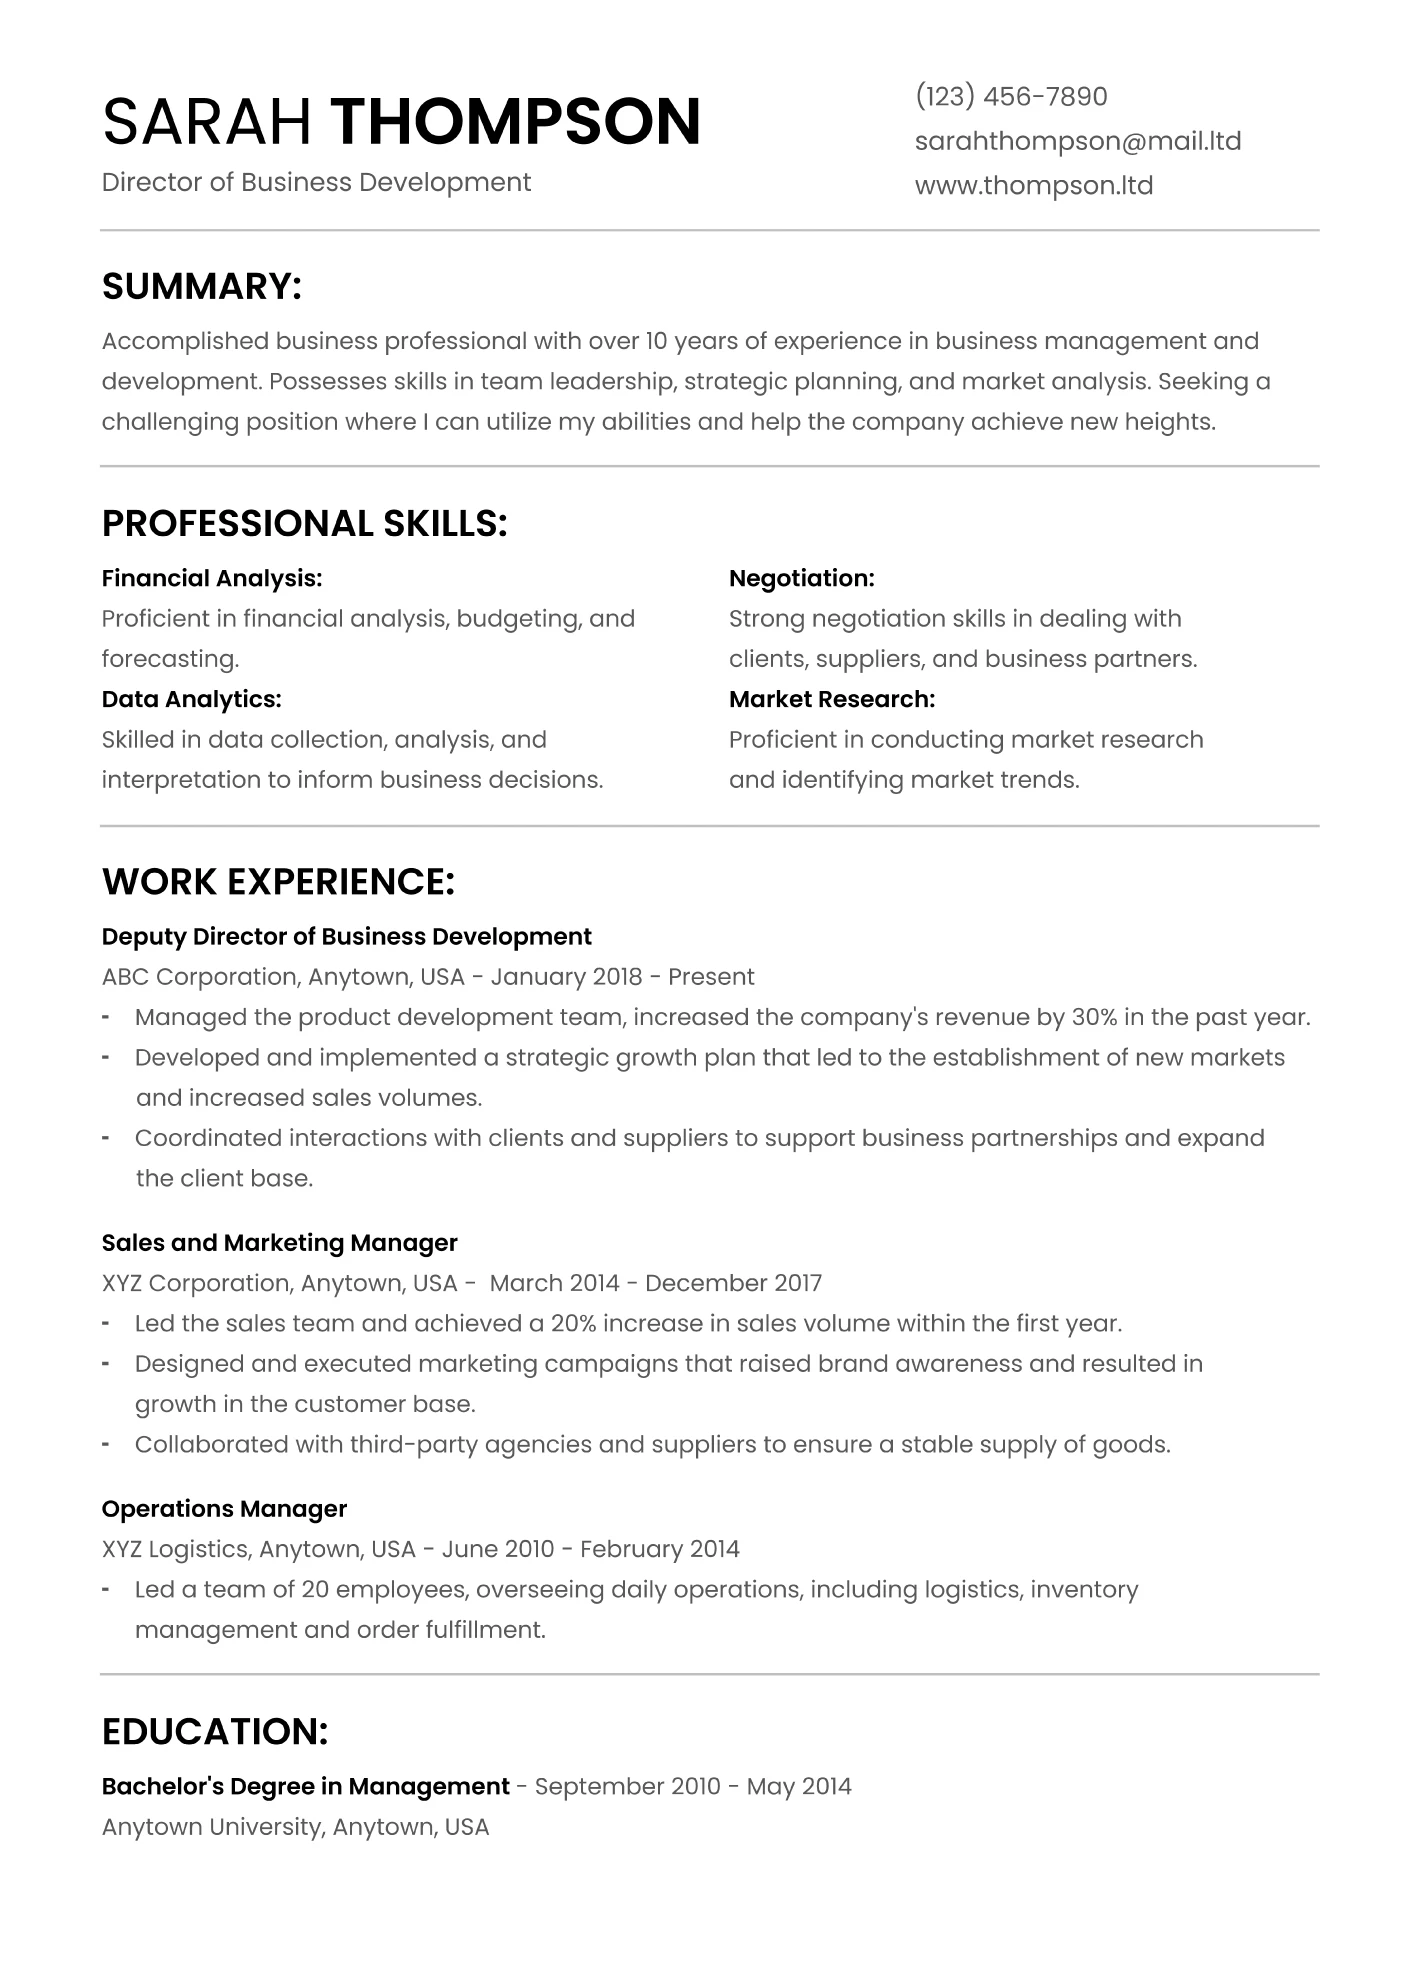 SARAH THOMPSON
Director of Business Development
(123) 456-7890
sarahthompson@mail.ltd
www.thompson.ltd
SUMMARY:
Accomplished business professional with over 10 years of experience in business management and
development. Possesses skills in team leadership, strategic planning, and market analysis. Seeking a
challenging position where I can utilize my abilities and help the company achieve new heights.
PROFESSIONAL SKILLS:
Financial Analysis:
Proficient in financial analysis, budgeting, and
forecasting.
Data Analytics:
Skilled in data collection, analysis, and
interpretation to inform business decisions.
Negotiation:
Strong negotiation skills in dealing with
clients, suppliers, and business partners.
Market Research:
Proficient in conducting market research
and identifying market trends.
WORK EXPERIENCE:
Deputy Director of Business Development
ABC Corporation, Anytown, USA - January 2018 - Present
- Managed the product development team, increased the company's revenue by 30% in the past year.
- Developed and implemented a strategic growth plan that led to the establishment of new markets
and increased sales volumes.
- Coordinated interactions with clients and suppliers to support business partnerships and expand
the client base.
Sales and Marketing Manager
XYZ Corporation, Anytown, USA - March 2014 - December 2017
- Led the sales team and achieved a 20% increase in sales volume within the first year.
- Designed and executed marketing campaigns that raised brand awareness and resulted in
growth in the customer base.
- Collaborated with third-party agencies and suppliers to ensure a stable supply of goods.
Operations Manager
XYZ Logistics, Anytown, USA - June 2010 - February 2014
- Led a team of 20 employees, overseeing daily operations, including logistics, inventory
management and order fulfillment.
EDUCATION:
Bachelor's Degree in Management - September 2010 - May 2014
Anytown University, Anytown, USA